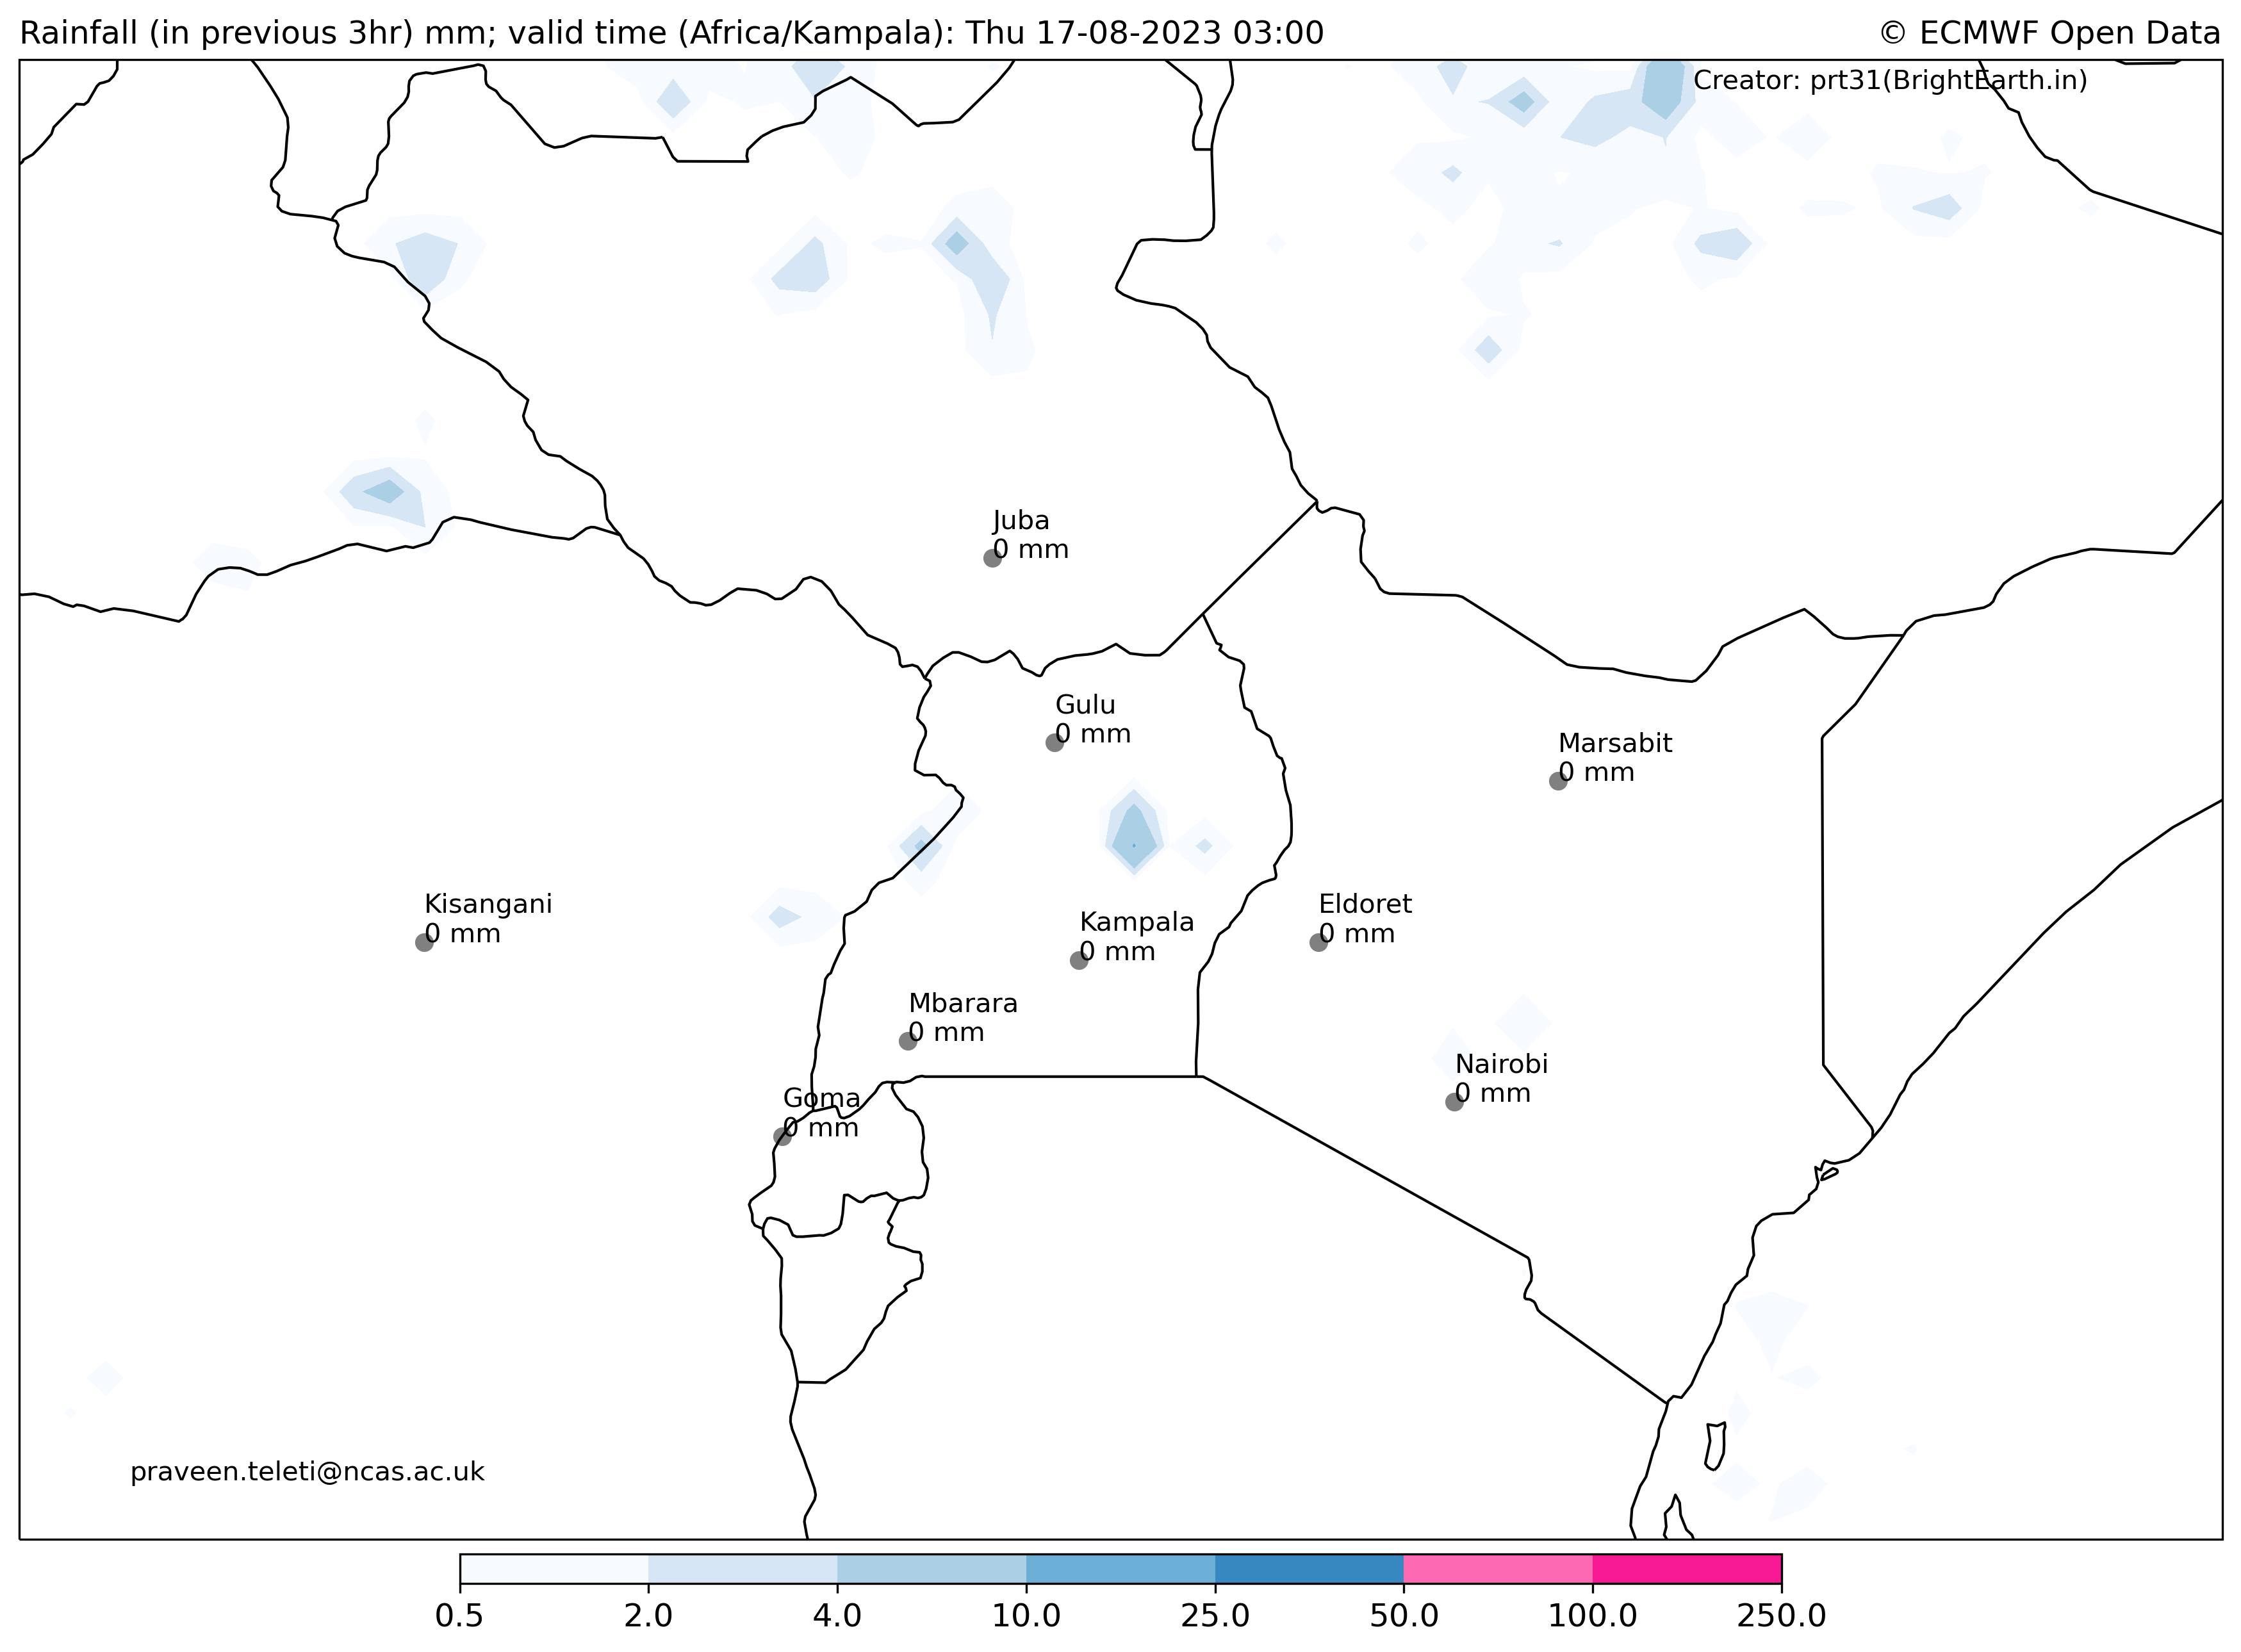 Rainfall (in previous 3hr) mm; valid time (Africa/Kampala): Thu 17-08-2023 03:00
© ECMWF Open Data
Creator: prt31(BrightEarth.in)
Juba
0 mm
Gulu
0 mm
Marsabit
0 mm
Kisangani
0 mm
Kampala
0 mm
Eldoret
0 mm
Mbarara
0 mm
Nairobi
0 mm
Goma
0 mm
praveen.teleti@ncas.ac.uk
0.5 2.0 4.0 10.0 25.0 50.0 100.0 250.0